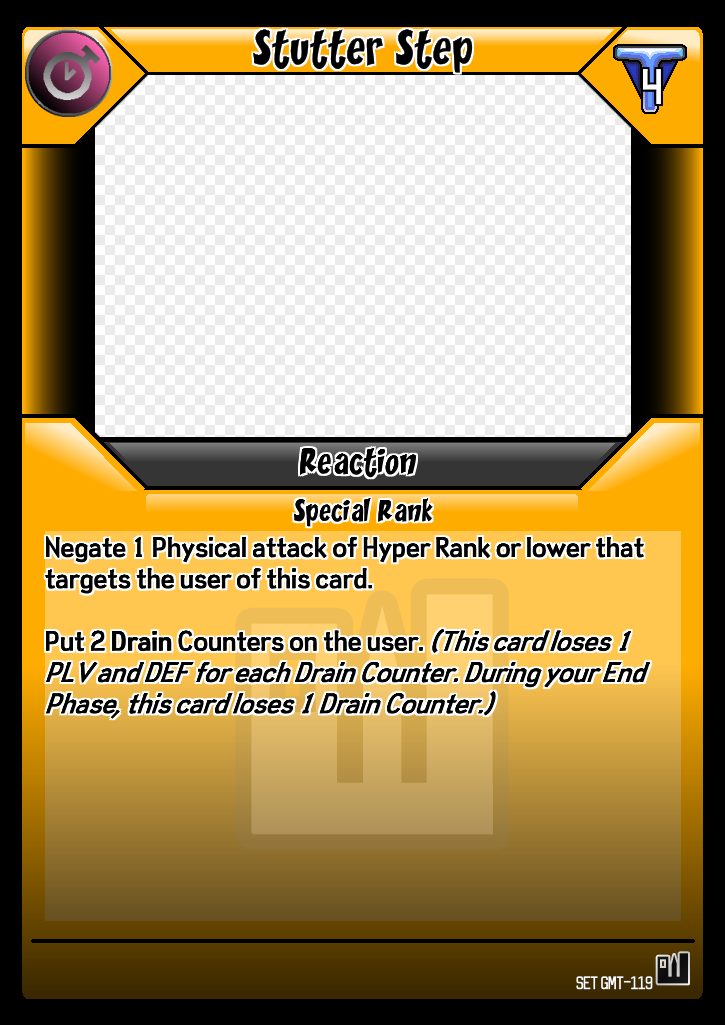 Stutter Step
4
Reaction
Special Rank
Negate 1 Physical attack of Hyper Rank or lower that
targets the user of this card.
Put 2 Drain Counters on the user. (This card loses 1
PLV and DEF for each Drain Counter. During your End
Phase, this card loses 1 Drain Counter.)
SET GMT-119